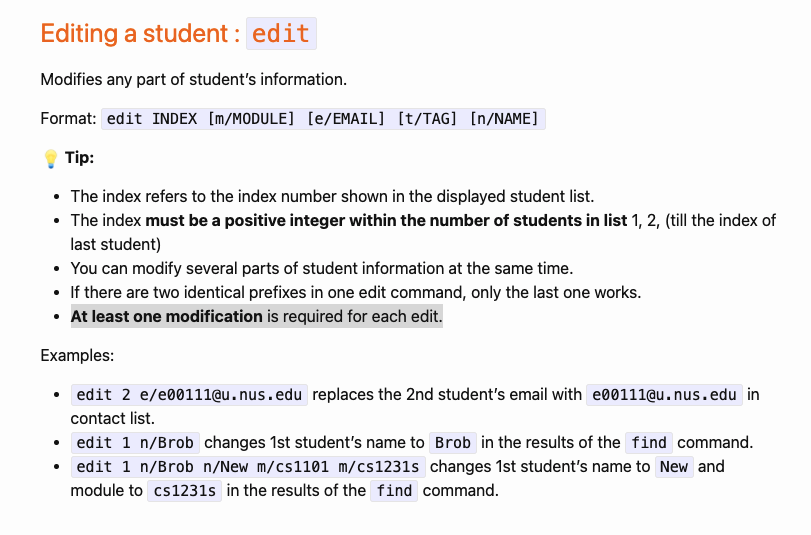 Editing a student : edit
Modifies any part of student’s information.
Format: edit INDEX [m/MODULE] [e/EMAIL] [t/TAG] [n/NAME]
💡 Tip:
• The index refers to the index number shown in the displayed student list.
• The index must be a positive integer within the number of students in list 1, 2, (till the index of
last student)
• You can modify several parts of student information at the same time.
• If there are two identical prefixes in one edit command, only the last one works.
• At least one modification is required for each edit.
Examples:
• edit 2 e/e00111@u.nus.edu replaces the 2nd student’s email with e00111@u.nus.edu in
contact list.
• edit 1 n/Brob changes 1st student’s name to Brob in the results of the find command.
• edit 1 n/Brob n/New m/cs1101 m/cs1231s changes 1st student’s name to New and
module to cs1231s in the results of the find command.